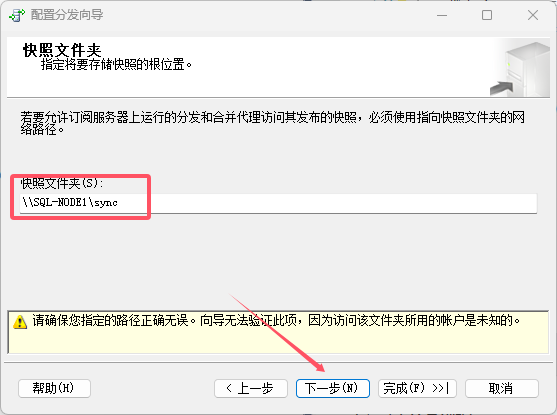 配置分发向导
快照文件夹
指定将要存储快照的根位置。
若要允许订阅服务器上运行的分发和合并代理访问其发布的快照，必须使用指向快照文件夹的网
络路径。
快照文件夹(S):
\\SQL-NODE1\sync
请确保您指定的路径正确无误。向导无法验证此项，因为访问该文件夹所用的帐户是未知的。
帮助(H)
< 上一步
下一步(N)
完成(F) >>|
取消